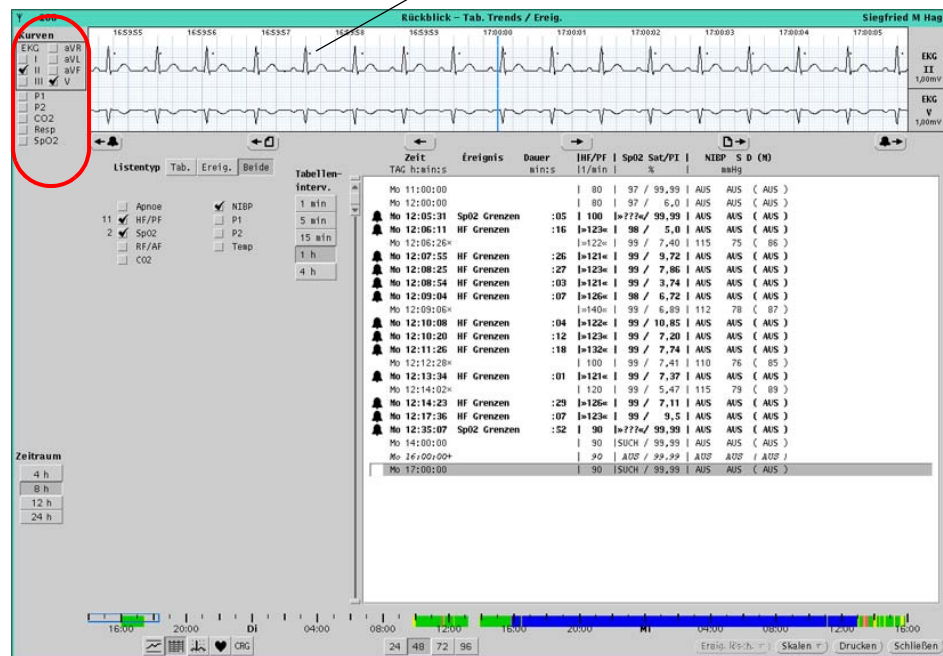 Rückblick – Tab. Trends / Ereig. Siegfried M Hag
Kurven
EKG aVR
I aVL
II aVF
III V
P1
P2
CO2
Resp
SpO2
16:59:55 16:59:56 16:59:57 16:59:59 17:00:00 17:00:01 17:00:02 17:00:03 17:00:04 17:00:05
EKG
II
1,00mV
EKG
V
1,00mV
Listentyp Tab. Ereig. Beide
Apnoe NIBP
11 HF/PF P1
2 SpO2 P2
RF/AF Temp
CO2
Tabellen-
interv.
1 min
5 min
15 min
1 h
4 h
Zeit Ereignis Dauer |HF/PF | SpO2 Sat/PI | NIBP S D (M)
TAG h:min:s min:s |1/min | % | mmHg
Mo 11:00:00 | 80 | 97 / 99,99 | AUS AUS ( AUS )
Mo 12:00:00 | 80 | 97 / 6,0 | AUS AUS ( AUS )
Mo 12:05:31 SpO2 Grenzen :05 | 100 |»???«/ 99,99 | AUS AUS ( AUS )
Mo 12:06:11 HF Grenzen :16 |»123« | 98 / 5,0 | AUS AUS ( AUS )
Mo 12:06:26× |»122« | 99 / 7,40 | 115 75 ( 86 )
Mo 12:07:55 HF Grenzen :26 |»121« | 99 / 9,72 | AUS AUS ( AUS )
Mo 12:08:25 HF Grenzen :27 |»123« | 99 / 7,86 | AUS AUS ( AUS )
Mo 12:08:54 HF Grenzen :03 |»121« | 99 / 3,74 | AUS AUS ( AUS )
Mo 12:09:04 HF Grenzen :07 |»126« | 98 / 6,72 | AUS AUS ( AUS )
Mo 12:09:06× |»140« | 99 / 6,89 | 112 78 ( 87 )
Mo 12:10:08 HF Grenzen :04 |»122« | 99 / 10,85 | AUS AUS ( AUS )
Mo 12:10:20 HF Grenzen :12 |»123« | 99 / 7,20 | AUS AUS ( AUS )
Mo 12:11:26 HF Grenzen :18 |»132« | 99 / 7,74 | AUS AUS ( AUS )
Mo 12:12:28× | 100 | 99 / 7,41 | 110 76 ( 85 )
Mo 12:13:34 HF Grenzen :01 |»121« | 99 / 7,37 | AUS AUS ( AUS )
Mo 12:14:02× | 120 | 99 / 5,47 | 115 79 ( 89 )
Mo 12:14:23 HF Grenzen :29 |»126« | 99 / 7,11 | AUS AUS ( AUS )
Mo 12:17:36 HF Grenzen :07 |»123« | 99 / 9,5 | AUS AUS ( AUS )
Mo 12:35:07 SpO2 Grenzen :52 | 90 |»???«/ 99,99 | AUS AUS ( AUS )
Mo 14:00:00 | 90 |SUCH / 99,99 | AUS AUS ( AUS )
Mo 16:00:00+ | 90 | AUS / 99,99 | AUS AUS ( AUS )
Mo 17:00:00 | 90 |SUCH / 99,99 | AUS AUS ( AUS )
Zeitraum
4 h
8 h
12 h
24 h
16:00 20:00 Di 04:00 08:00 12:00 16:00 20:00 Mi 04:00 08:00 12:00 16:00
CRG 24 48 72 96 Ereig. lösch. Skalen Drucken Schließen